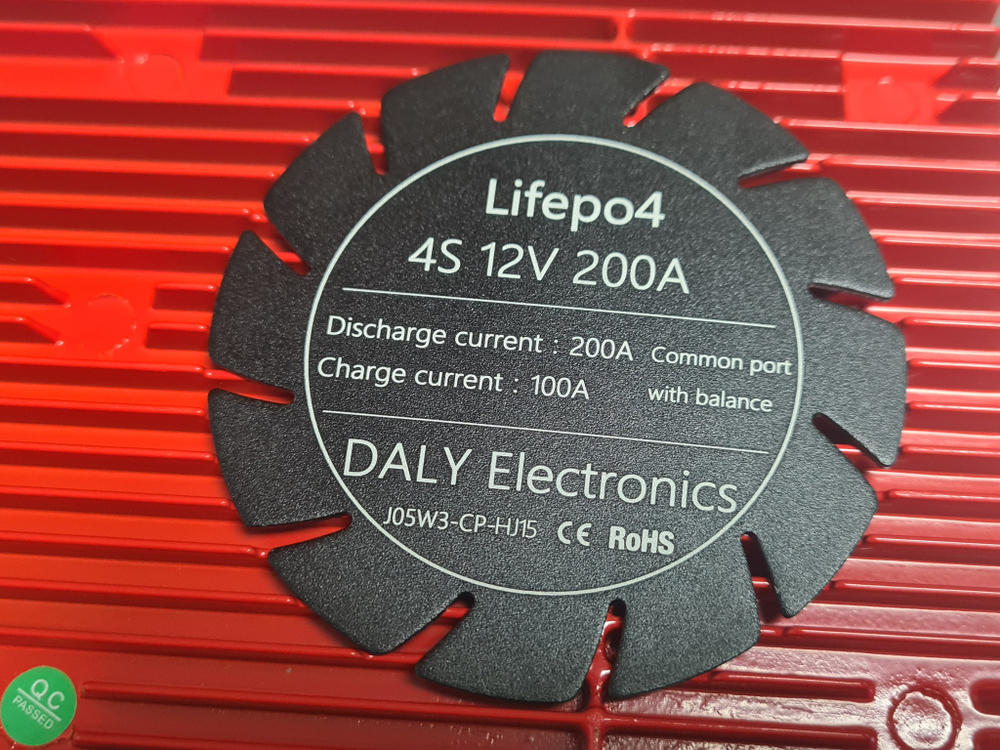 Lifepo4
4S 12V 200A
Discharge current : 200A
Charge current : 100A
Common port
with balance
DALY Electronics
J05W3-CP-HJ15 CE RoHS
QC
PASSED